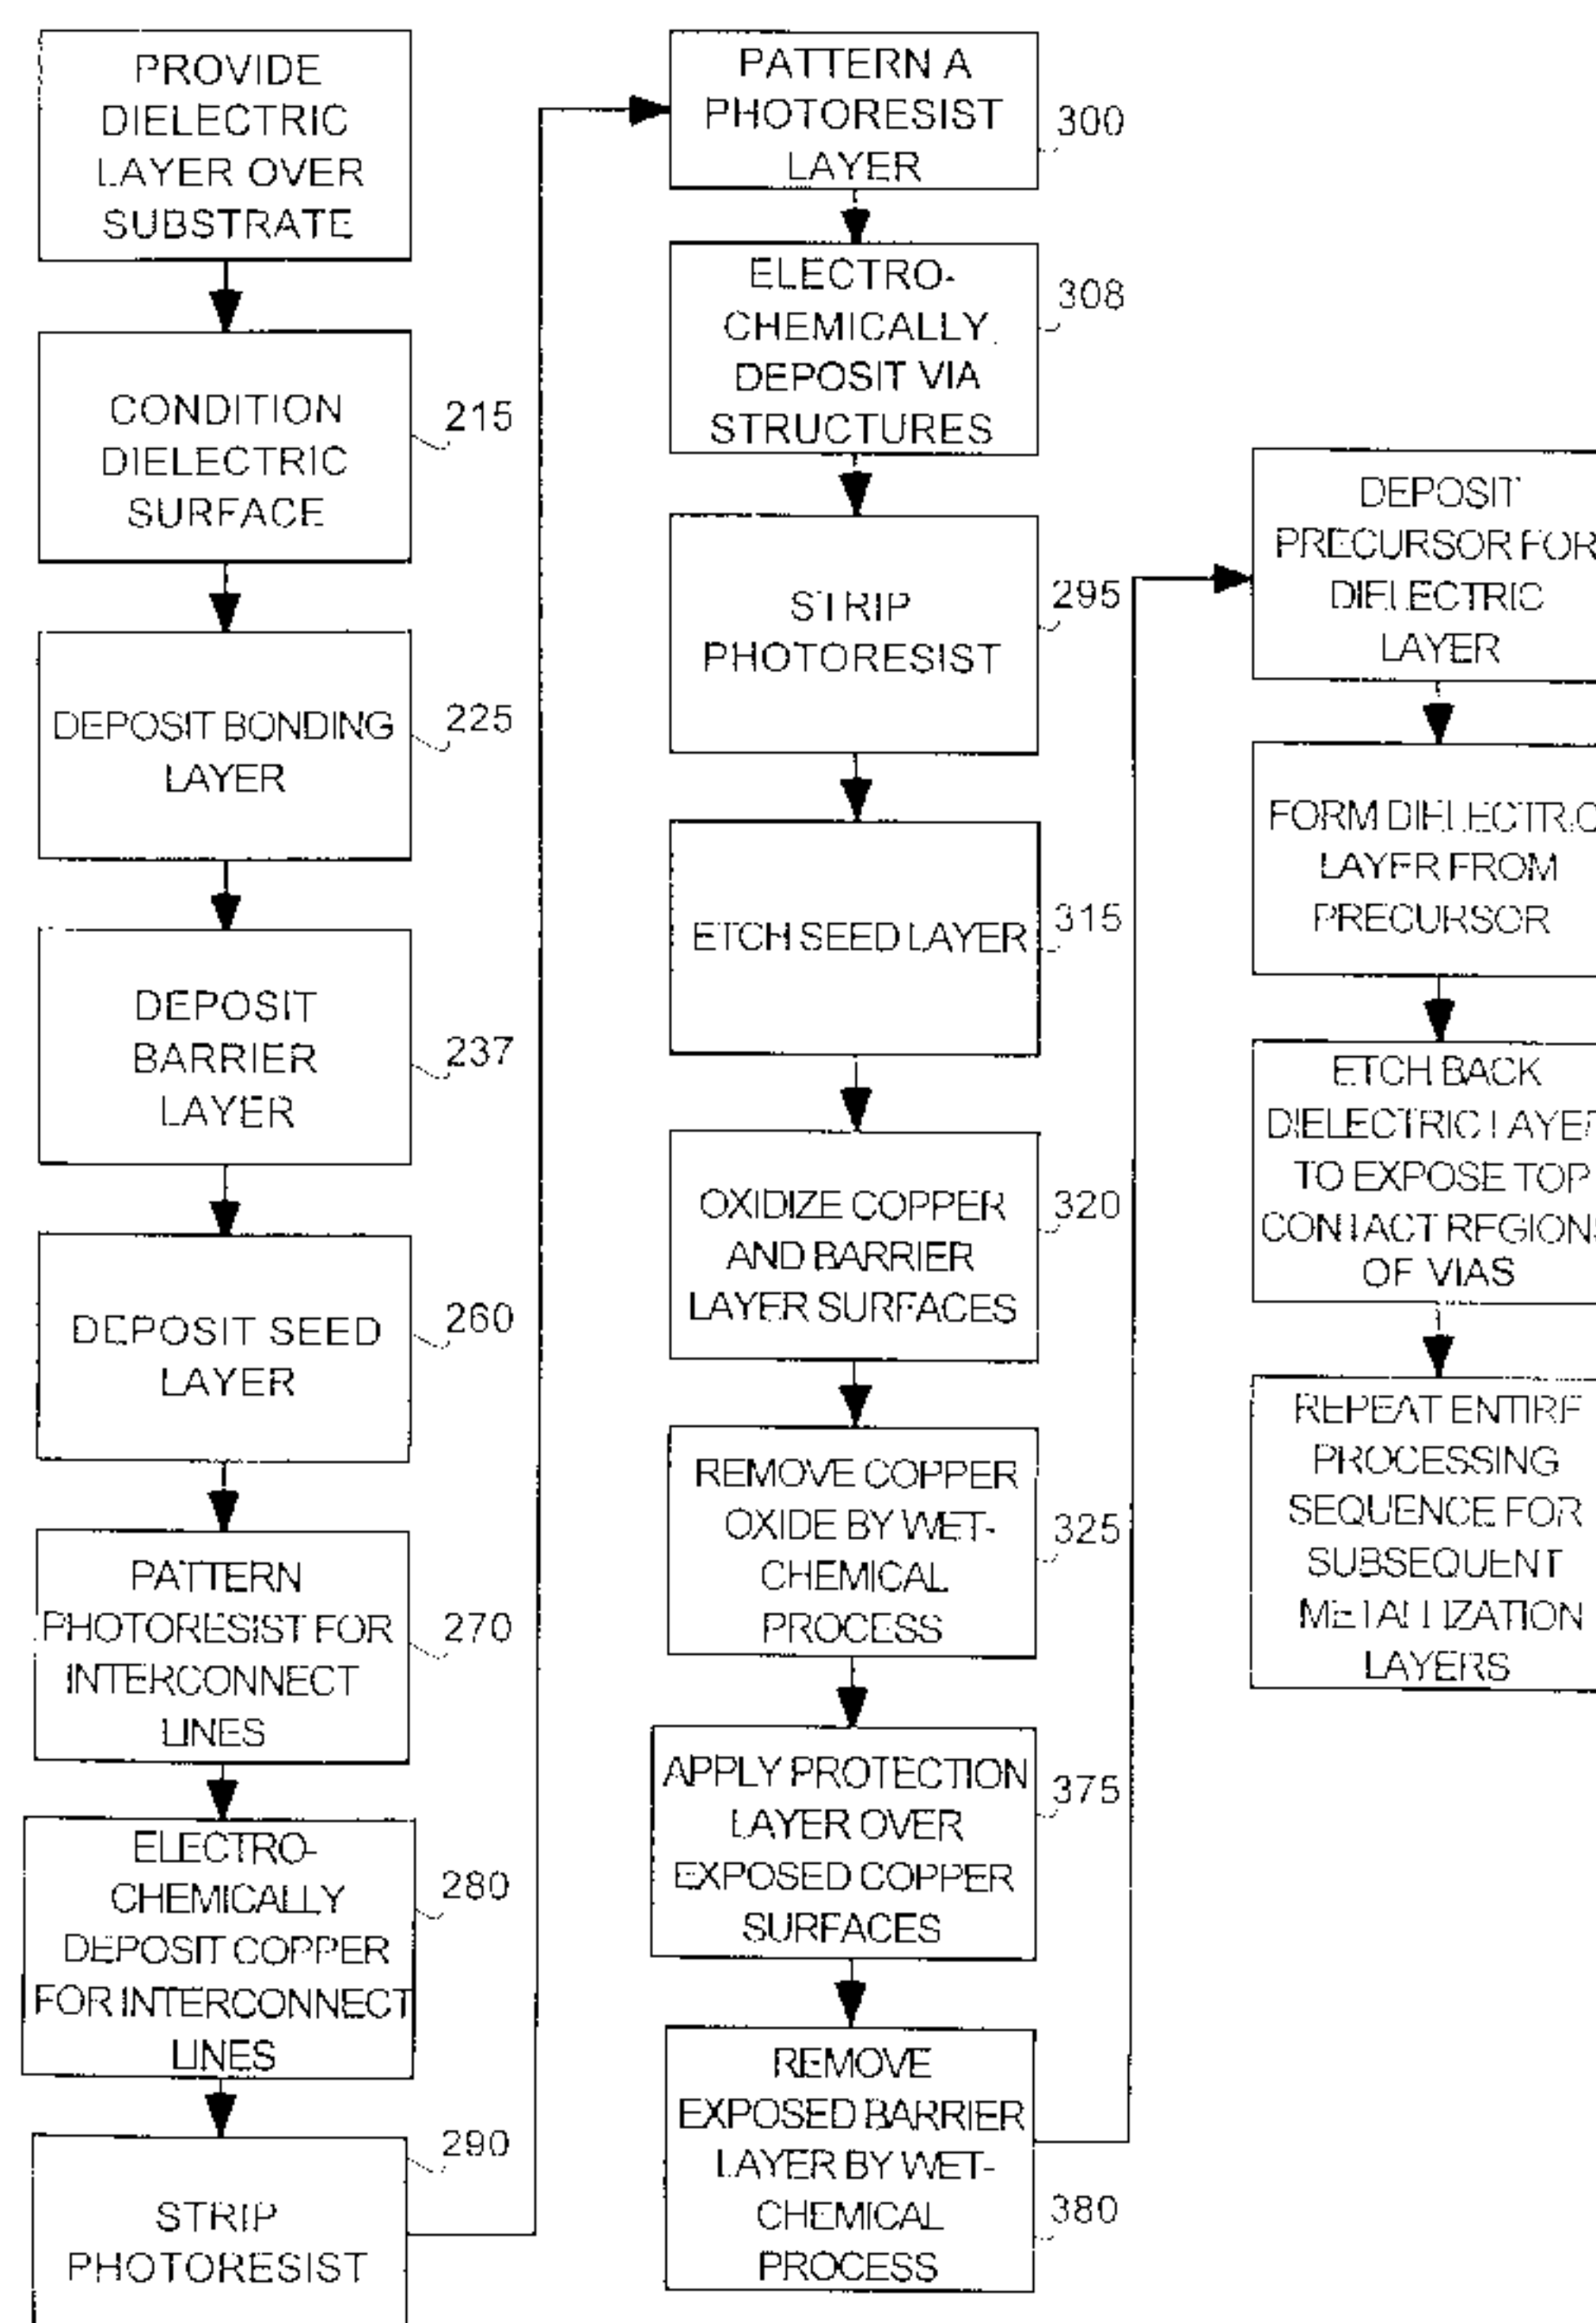 PROVIDE
DIELECTRIC
LAYER OVER
SUBSTRATE
CONDITION
DIELECTRIC
SURFACE
215
DEPOSIT BONDING
LAYER
225
DEPOSIT
BARRIER
LAYER
237
DEPOSIT SEED
LAYER
260
PATTERN
PHOTORESIST FOR
INTERCONNECT
LINES
270
ELECTRO-
CHEMICALLY
DEPOSIT COPPER
FOR INTERCONNECT
LINES
280
STRIP
PHOTORESIST
290
PATTERN A
PHOTORESIST
LAYER
300
ELECTRO-
CHEMICALLY
DEPOSIT VIA
STRUCTURES
308
STRIP
PHOTORESIST
295
ETCH SEED LAYER
315
OXIDIZE COPPER
AND BARRIER
LAYER SURFACES
320
REMOVE COPPER
OXIDE BY WET-
CHEMICAL
PROCESS
325
APPLY PROTECTION
LAYER OVER
EXPOSED COPPER
SURFACES
375
REMOVE
EXPOSED BARRIER
LAYER BY WET-
CHEMICAL
PROCESS
380
DEPOSIT
PRECURSOR FOR
DIELECTRIC
LAYER
FORM DIELECTRIC
LAYER FROM
PRECURSOR
ETCH BACK
DIELECTRIC LAYER
TO EXPOSE TOP
CONTACT REGIONS
OF VIAS
REPEAT ENTIRE
PROCESSING
SEQUENCE FOR
SUBSEQUENT
METALLIZATION
LAYERS